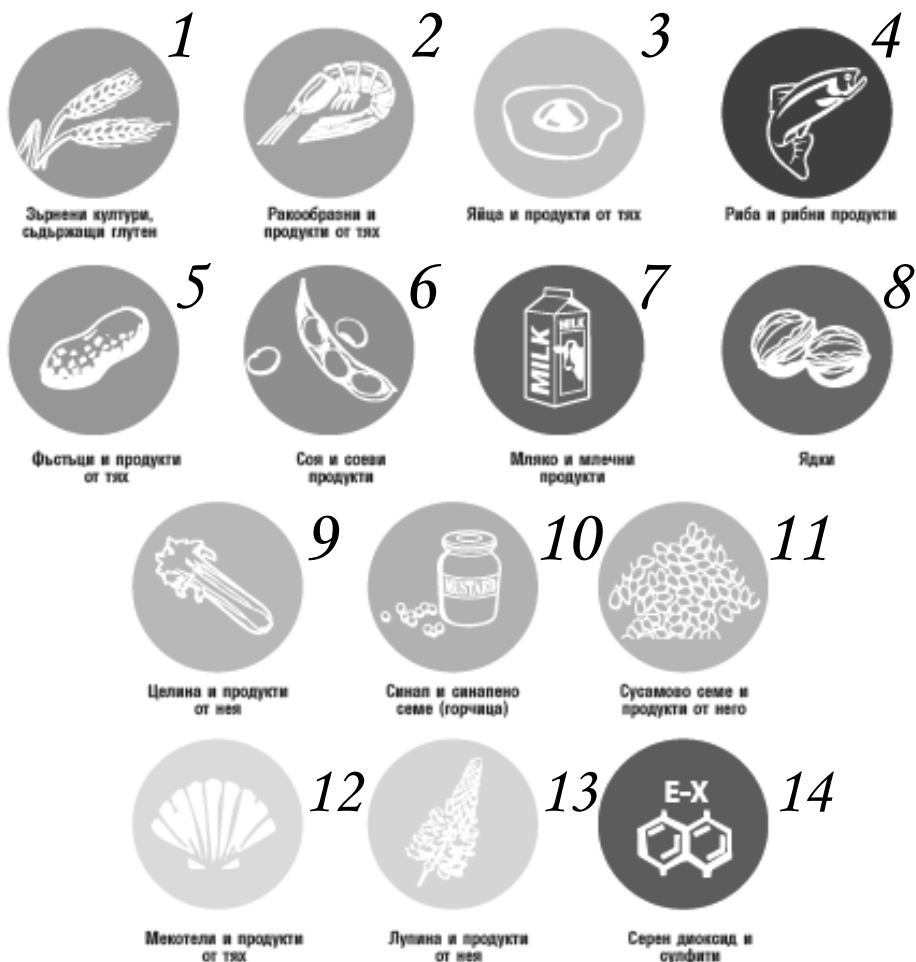 1
2
3
4
Зърнени култури,
съдържащи глутен
Ракообразни и
продукти от тях
Яйца и продукти от тях
Риба и рибни продукти
5
6
7
8
MILK
MILK
Фъстъци и продукти
от тях
Соя и соеви
продукти
Мляко и млечни
продукти
Ядки
9
10
11
MUSTARD
Целина и продукти
от нея
Синап и синапено
семе (горчица)
Сусамово семе и
продукти от него
12
13
14
E-X
Мекотели и продукти
от тях
Лупина и продукти
от нея
Серен диоксид и
сулфити